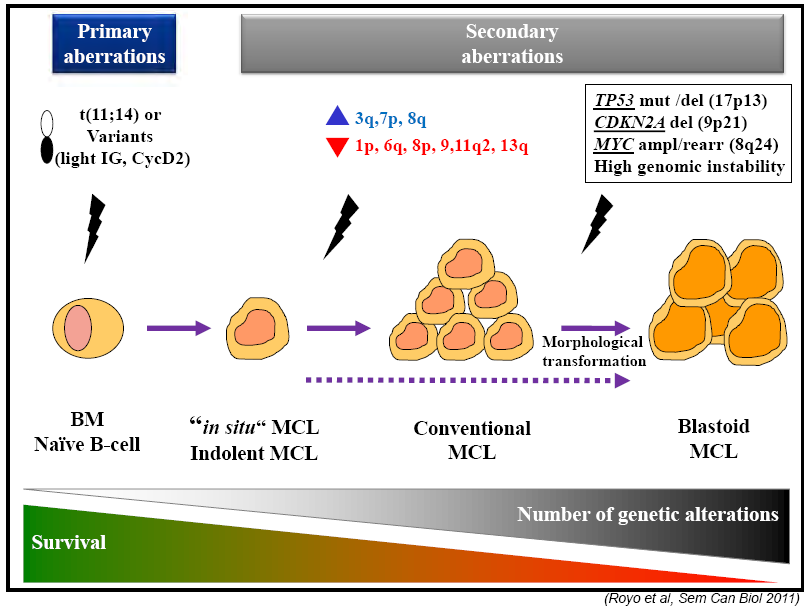 Primary
aberrations
Secondary
aberrations
t(11;14) or
Variants
(light IG, CycD2)
3q,7p, 8q
1p, 6q, 8p, 9,11q2, 13q
TP53 mut /del (17p13)
CDKN2A del (9p21)
MYC ampl/rearr (8q24)
High genomic instability
Morphological
transformation
BM
Naïve B-cell
“in situ“ MCL
Indolent MCL
Conventional
MCL
Blastoid
MCL
Number of genetic alterations
Survival
(Royo et al, Sem Can Biol 2011)